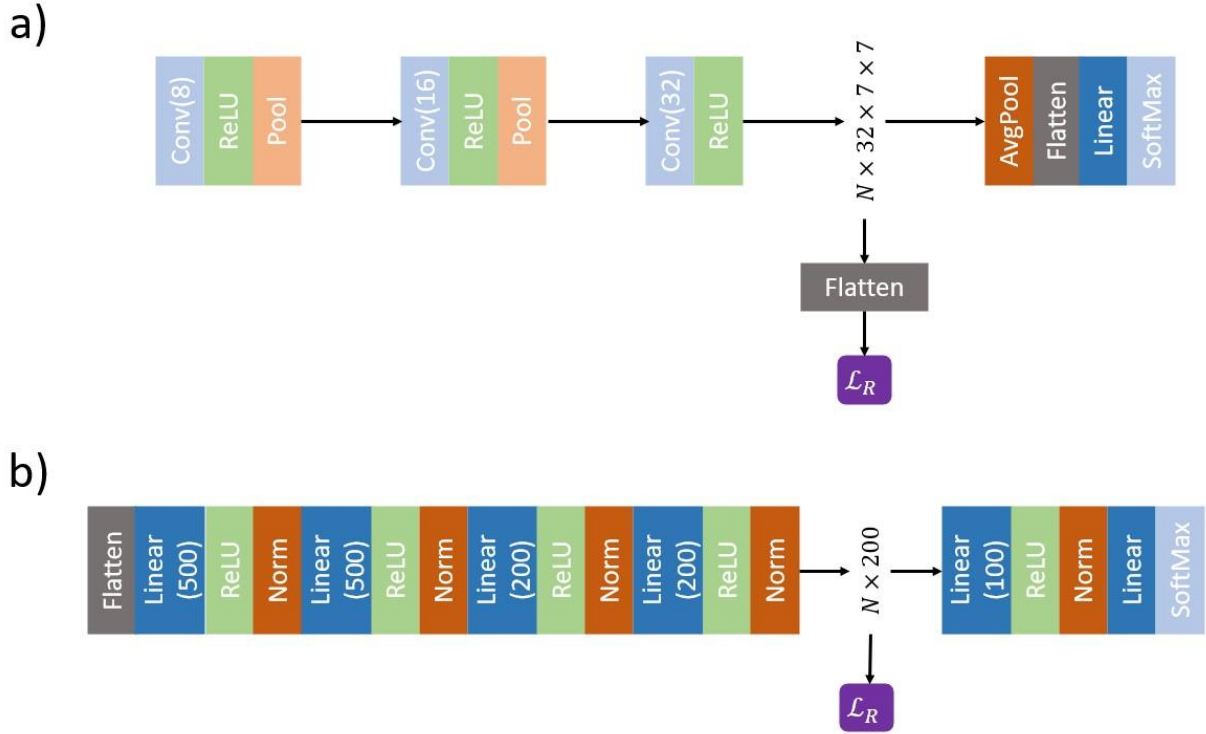 a)
Conv(8)
ReLU
Pool
Conv(16)
ReLU
Pool
Conv(32)
ReLU
N × 32 × 7 × 7
AvgPool
Flatten
Linear
SoftMax
Flatten
ℒ_R
b)
Flatten
Linear
(500)
ReLU
Norm
Linear
(500)
ReLU
Norm
Linear
(200)
ReLU
Norm
Linear
(200)
ReLU
Norm
N × 200
Linear
(100)
ReLU
Norm
Linear
SoftMax
ℒ_R